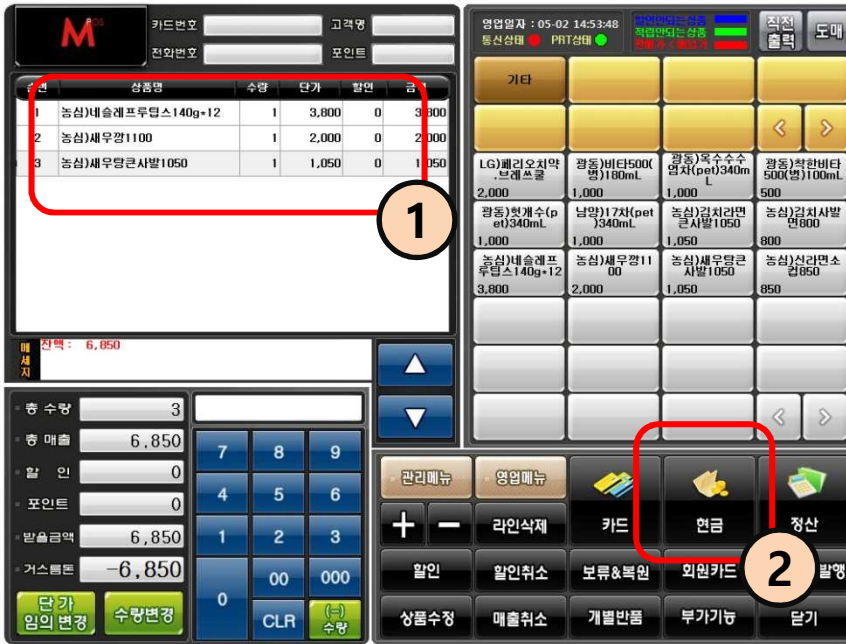 MPOS
카드번호
고객명
전화번호
포인트
상품명 수량 단가 할인
1 농심)네슬레프루팁스140g*12 1 3,800 0 3,800
2 농심)새우깡1100 1 2,000 0 2,000
3 농심)새우탕큰사발1050 1 1,050 0 1,050
1
메세지
잔액 : 6,850
총 수량 3
총 매출 6,850
할 인 0
포인트 0
받을금액 6,850
거스름돈 -6,850
단가
임의 변경
수량변경
7 8 9
4 5 6
1 2 3
0 00 000
CLR
(=)
수량
영업일자 : 05-02 14:53:48
통신상태 PRT상태
할인안되는상품
적립안되는상품
직전
출력
도매
기타
LG)페리오치약
.브레쓰쿨
2,000
광동)비타500(
병)180mL
1,000
광동)옥수수수
염차(pet)340m
L
1,000
광동)착한비타
500(병)100mL
500
광동)헛개수(p
et)340mL
1,000
남양)17차(pet
)340mL
1,000
농심)김치라면
큰사발1050
1,050
농심)김치사발
면800
800
농심)네슬레프
루팁스140g*12
3,800
농심)새우깡11
00
2,000
농심)새우탕큰
사발1050
1,050
농심)신라면소
컵850
850
관리메뉴
영업메뉴
카드
현금
정산
+ -
라인삭제
할인
할인취소
보류&복원
회원카드
발행
2
상품수정
매출취소
개별반품
부가기능
닫기